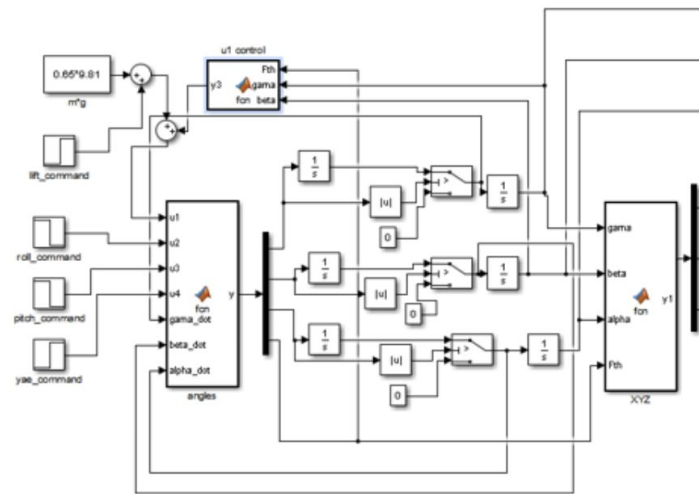 u1 control
0.65*9.81
m*g
Fth
gama
beta
y3
fcn
lift_command
u1
u2
u3
u4
gama_dot
beta_dot
alpha_dot
y
fcn
angles
roll_command
pitch_command
yae_command
1
s
|u|
>
0
1
s
1
s
|u|
>
0
1
s
1
s
|u|
>
0
1
s
gama
beta
alpha
Fth
y1
fcn
XYZ